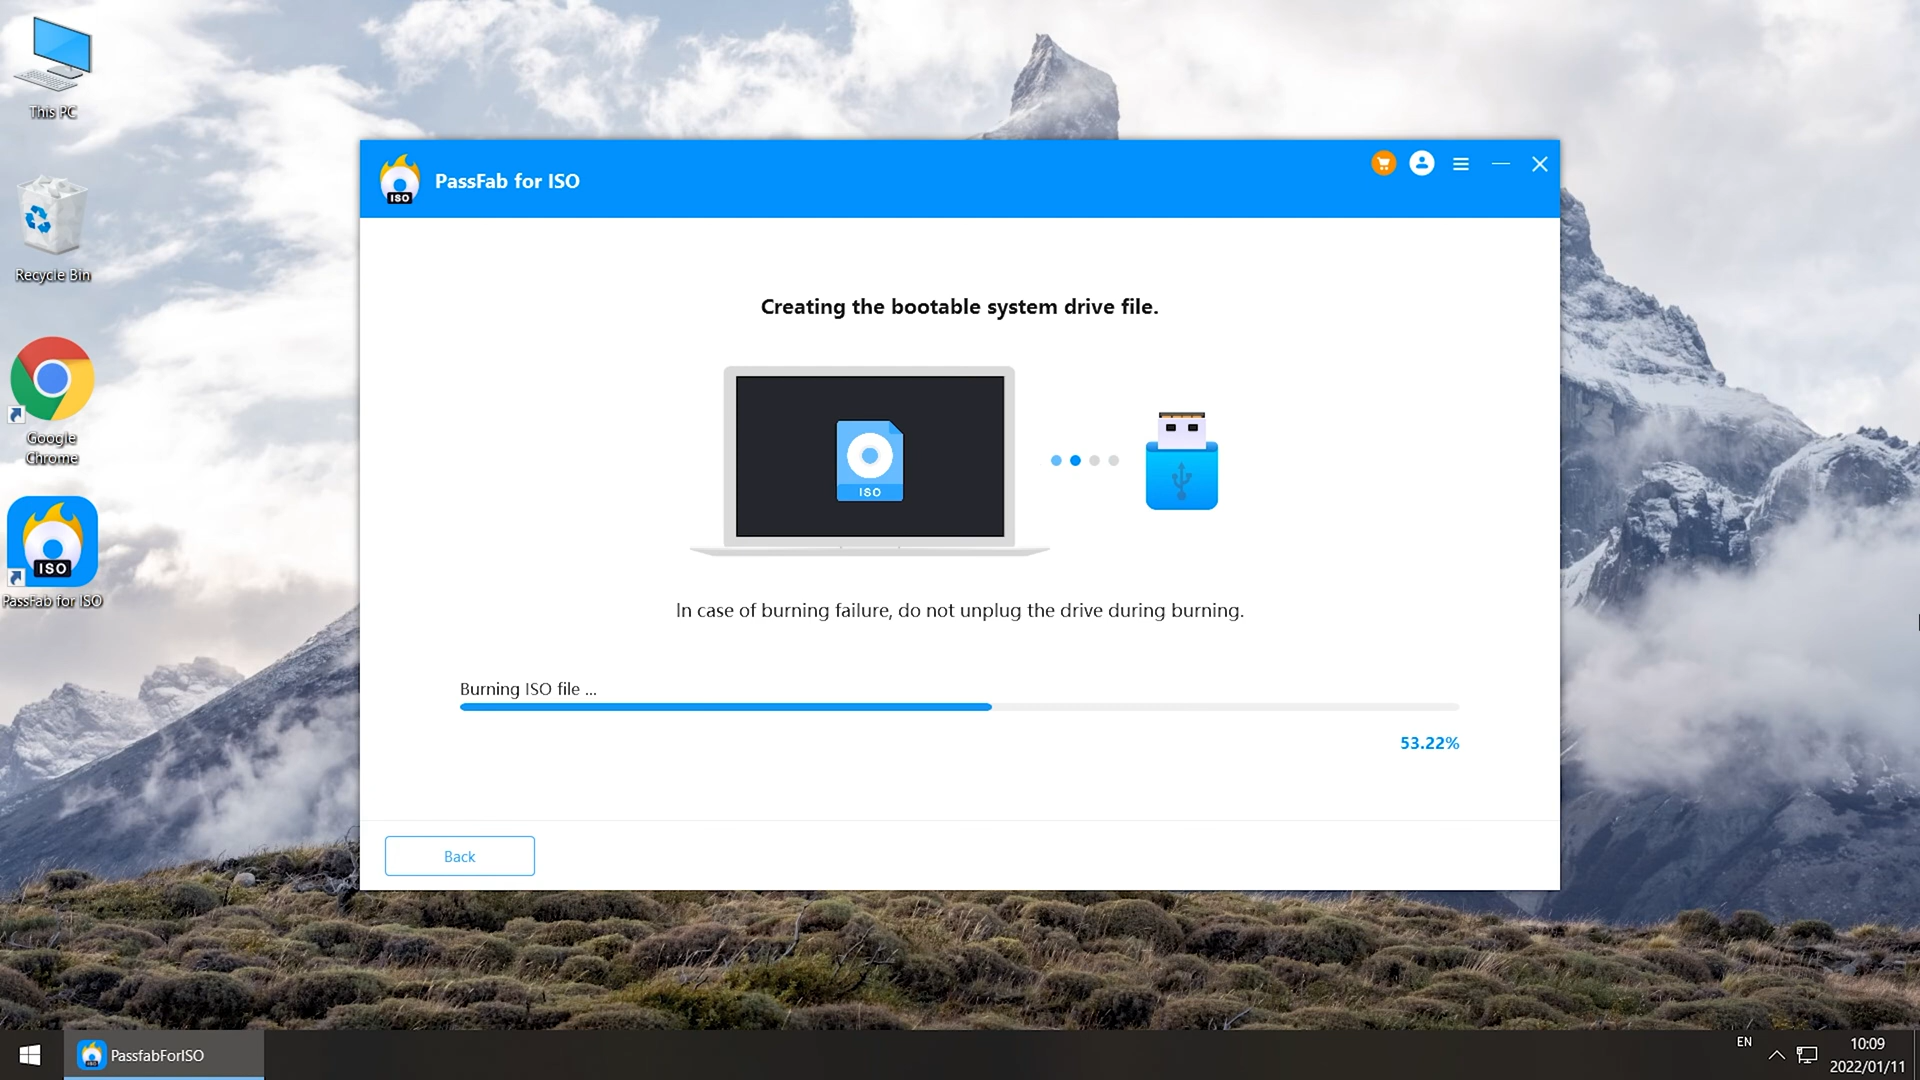 This PC
Recycle Bin
Google
Chrome
ISO
PassFab for ISO
ISO
PassFab for ISO
Creating the bootable system drive file.
ISO
In case of burning failure, do not unplug the drive during burning.
Burning ISO file ...
53.22%
Back
PassfabForISO
EN
10:09
2022/01/11